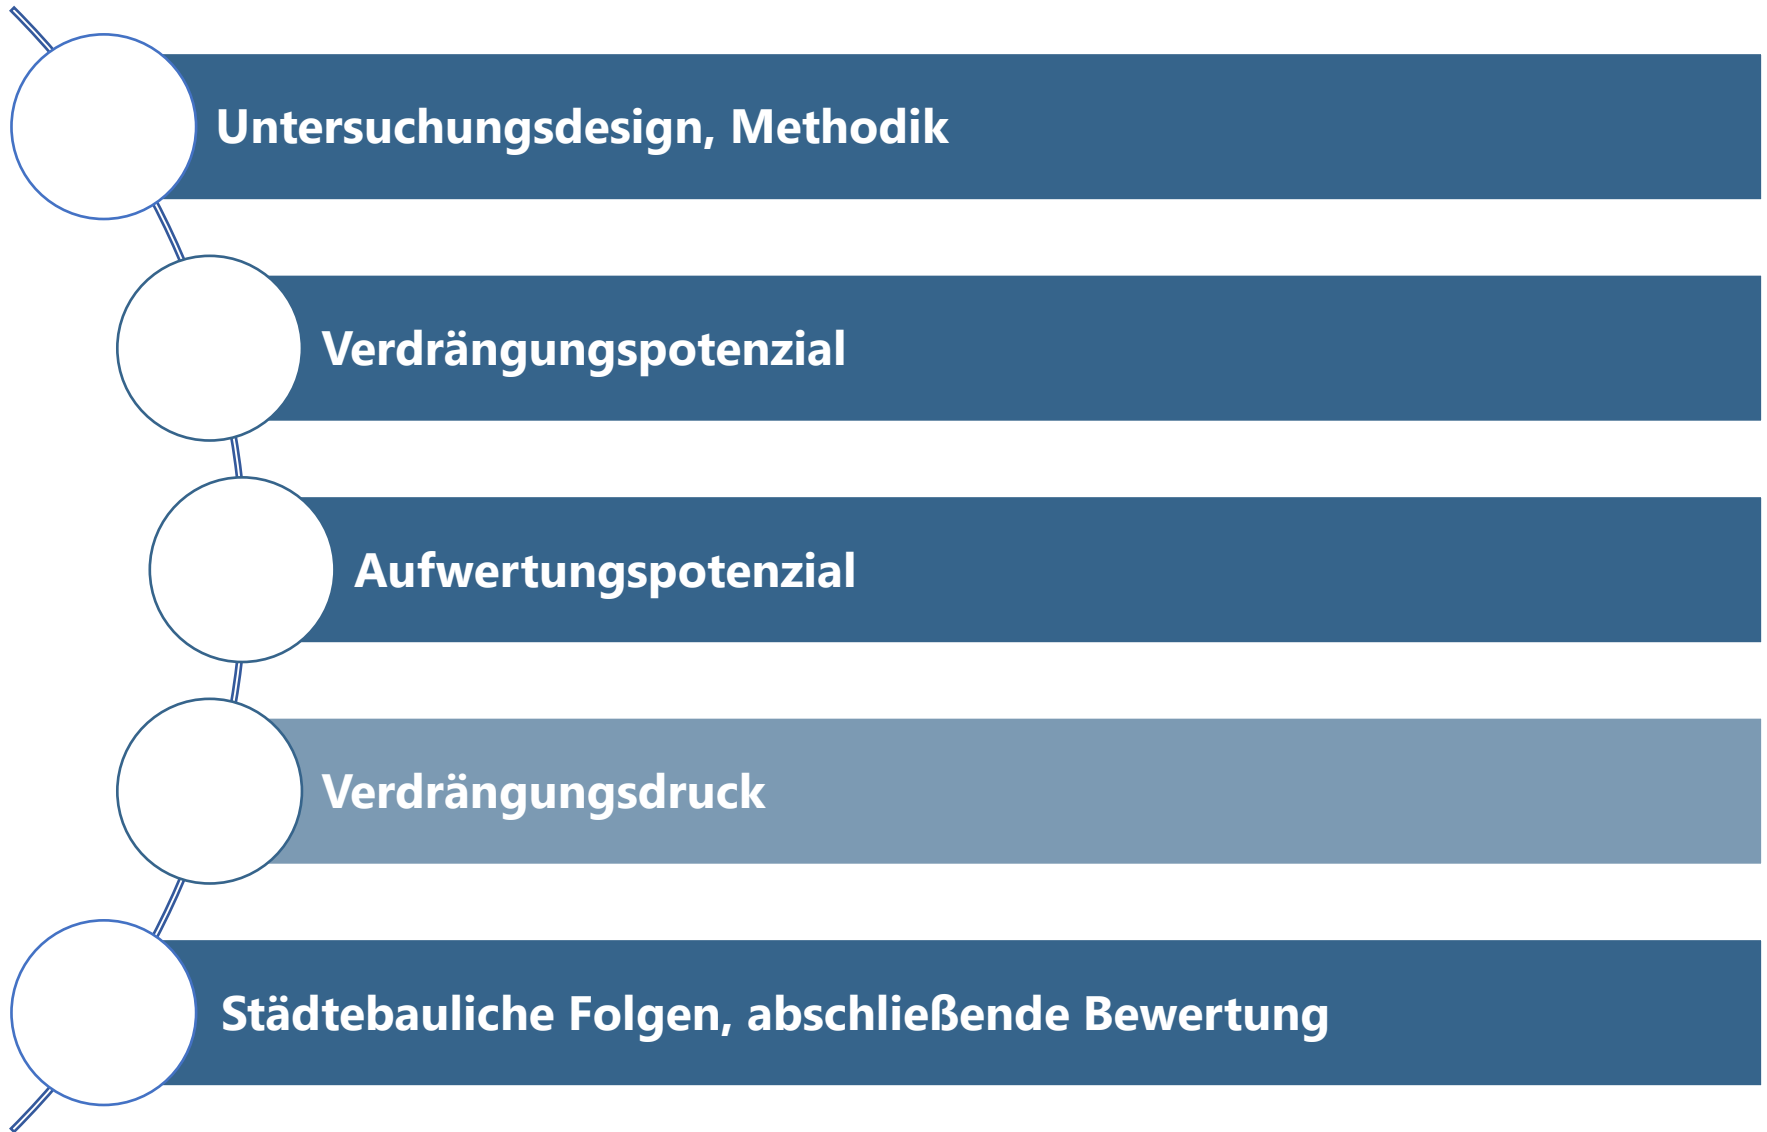 Untersuchungsdesign, Methodik
Verdrängungspotenzial
Aufwertungspotenzial
Verdrängungsdruck
Städtebauliche Folgen, abschließende Bewertung